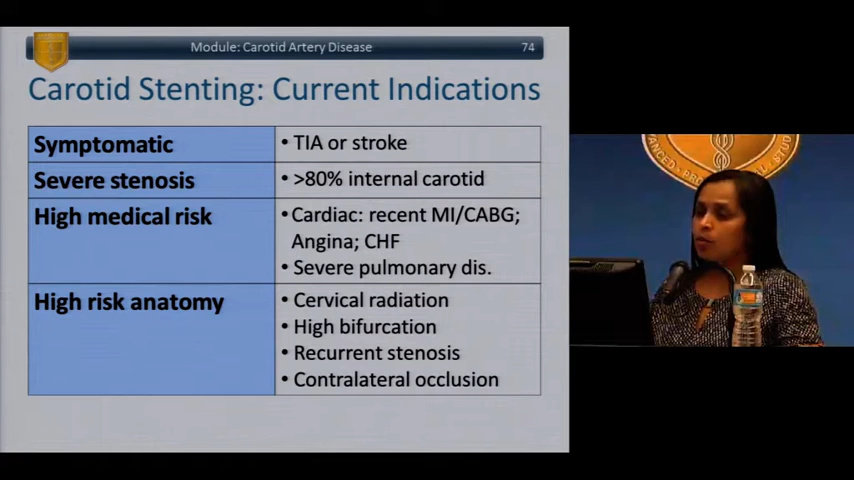 Module: Carotid Artery Disease 74
Carotid Stenting: Current Indications
Symptomatic
• TIA or stroke
Severe stenosis
• >80% internal carotid
High medical risk
• Cardiac: recent MI/CABG;
Angina; CHF
• Severe pulmonary dis.
High risk anatomy
• Cervical radiation
• High bifurcation
• Recurrent stenosis
• Contralateral occlusion